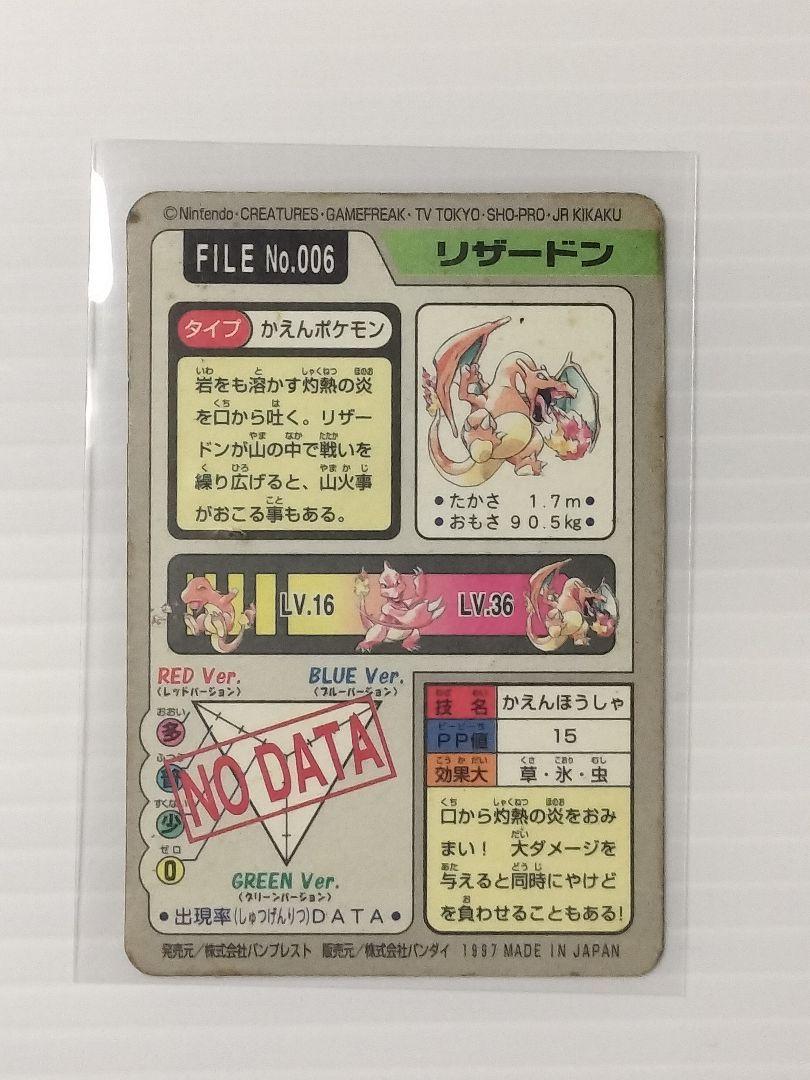 ©Nintendo・CREATURES・GAMEFREAK・TV TOKYO・SHO-PRO・JR KIKAKU
FILE No.006
リザードン
タイプ かえんポケモン
岩をも溶かす灼熱の炎
を口から吐く。リザー
ドンが山の中で戦いを
繰り広げると、山火事
がおこる事もある。
●たかさ 1.7m●
●おもさ 90.5kg●
LV.16
LV.36
RED Ver.
(レッドバージョン)
BLUE Ver.
(ブルーバージョン)
おおい
多
少
ゼロ
0
NO DATA
GREEN Ver.
(グリーンバージョン)
●出現率(しゅつげんりつ)DATA●
技名 かえんほうしゃ
PP値 15
効果大 草・氷・虫
口から灼熱の炎をおみ
まい! 大ダメージを
与えると同時にやけど
を負わせることもある!
発売元/株式会社バンプレスト 販売元/株式会社バンダイ 1997 MADE IN JAPAN